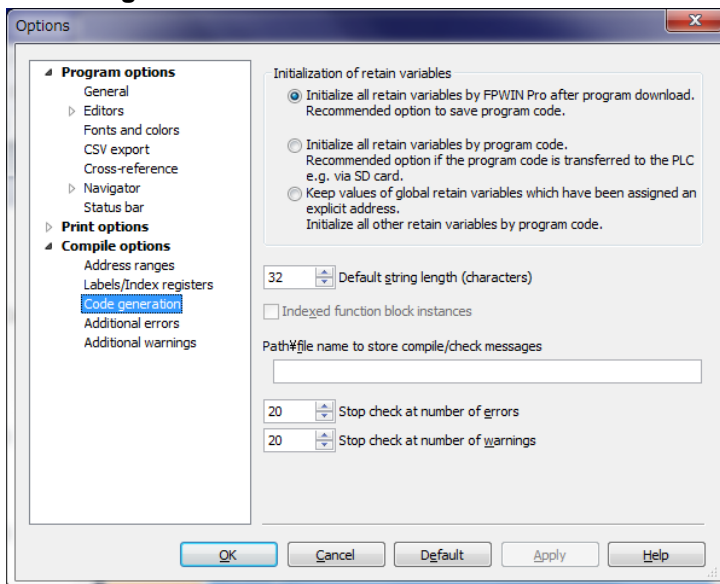 Options
Program options
General
Editors
Fonts and colors
CSV export
Cross-reference
Navigator
Status bar
Print options
Compile options
Address ranges
Labels/Index registers
Code generation
Additional errors
Additional warnings
Initialization of retain variables
Initialize all retain variables by FPWIN Pro after program download.
Recommended option to save program code.
Initialize all retain variables by program code.
Recommended option if the program code is transferred to the PLC
e.g. via SD card.
Keep values of global retain variables which have been assigned an
explicit address.
Initialize all other retain variables by program code.
32 Default string length (characters)
Indexed function block instances
Path¥file name to store compile/check messages
20 Stop check at number of errors
20 Stop check at number of warnings
OK Cancel Default Apply Help